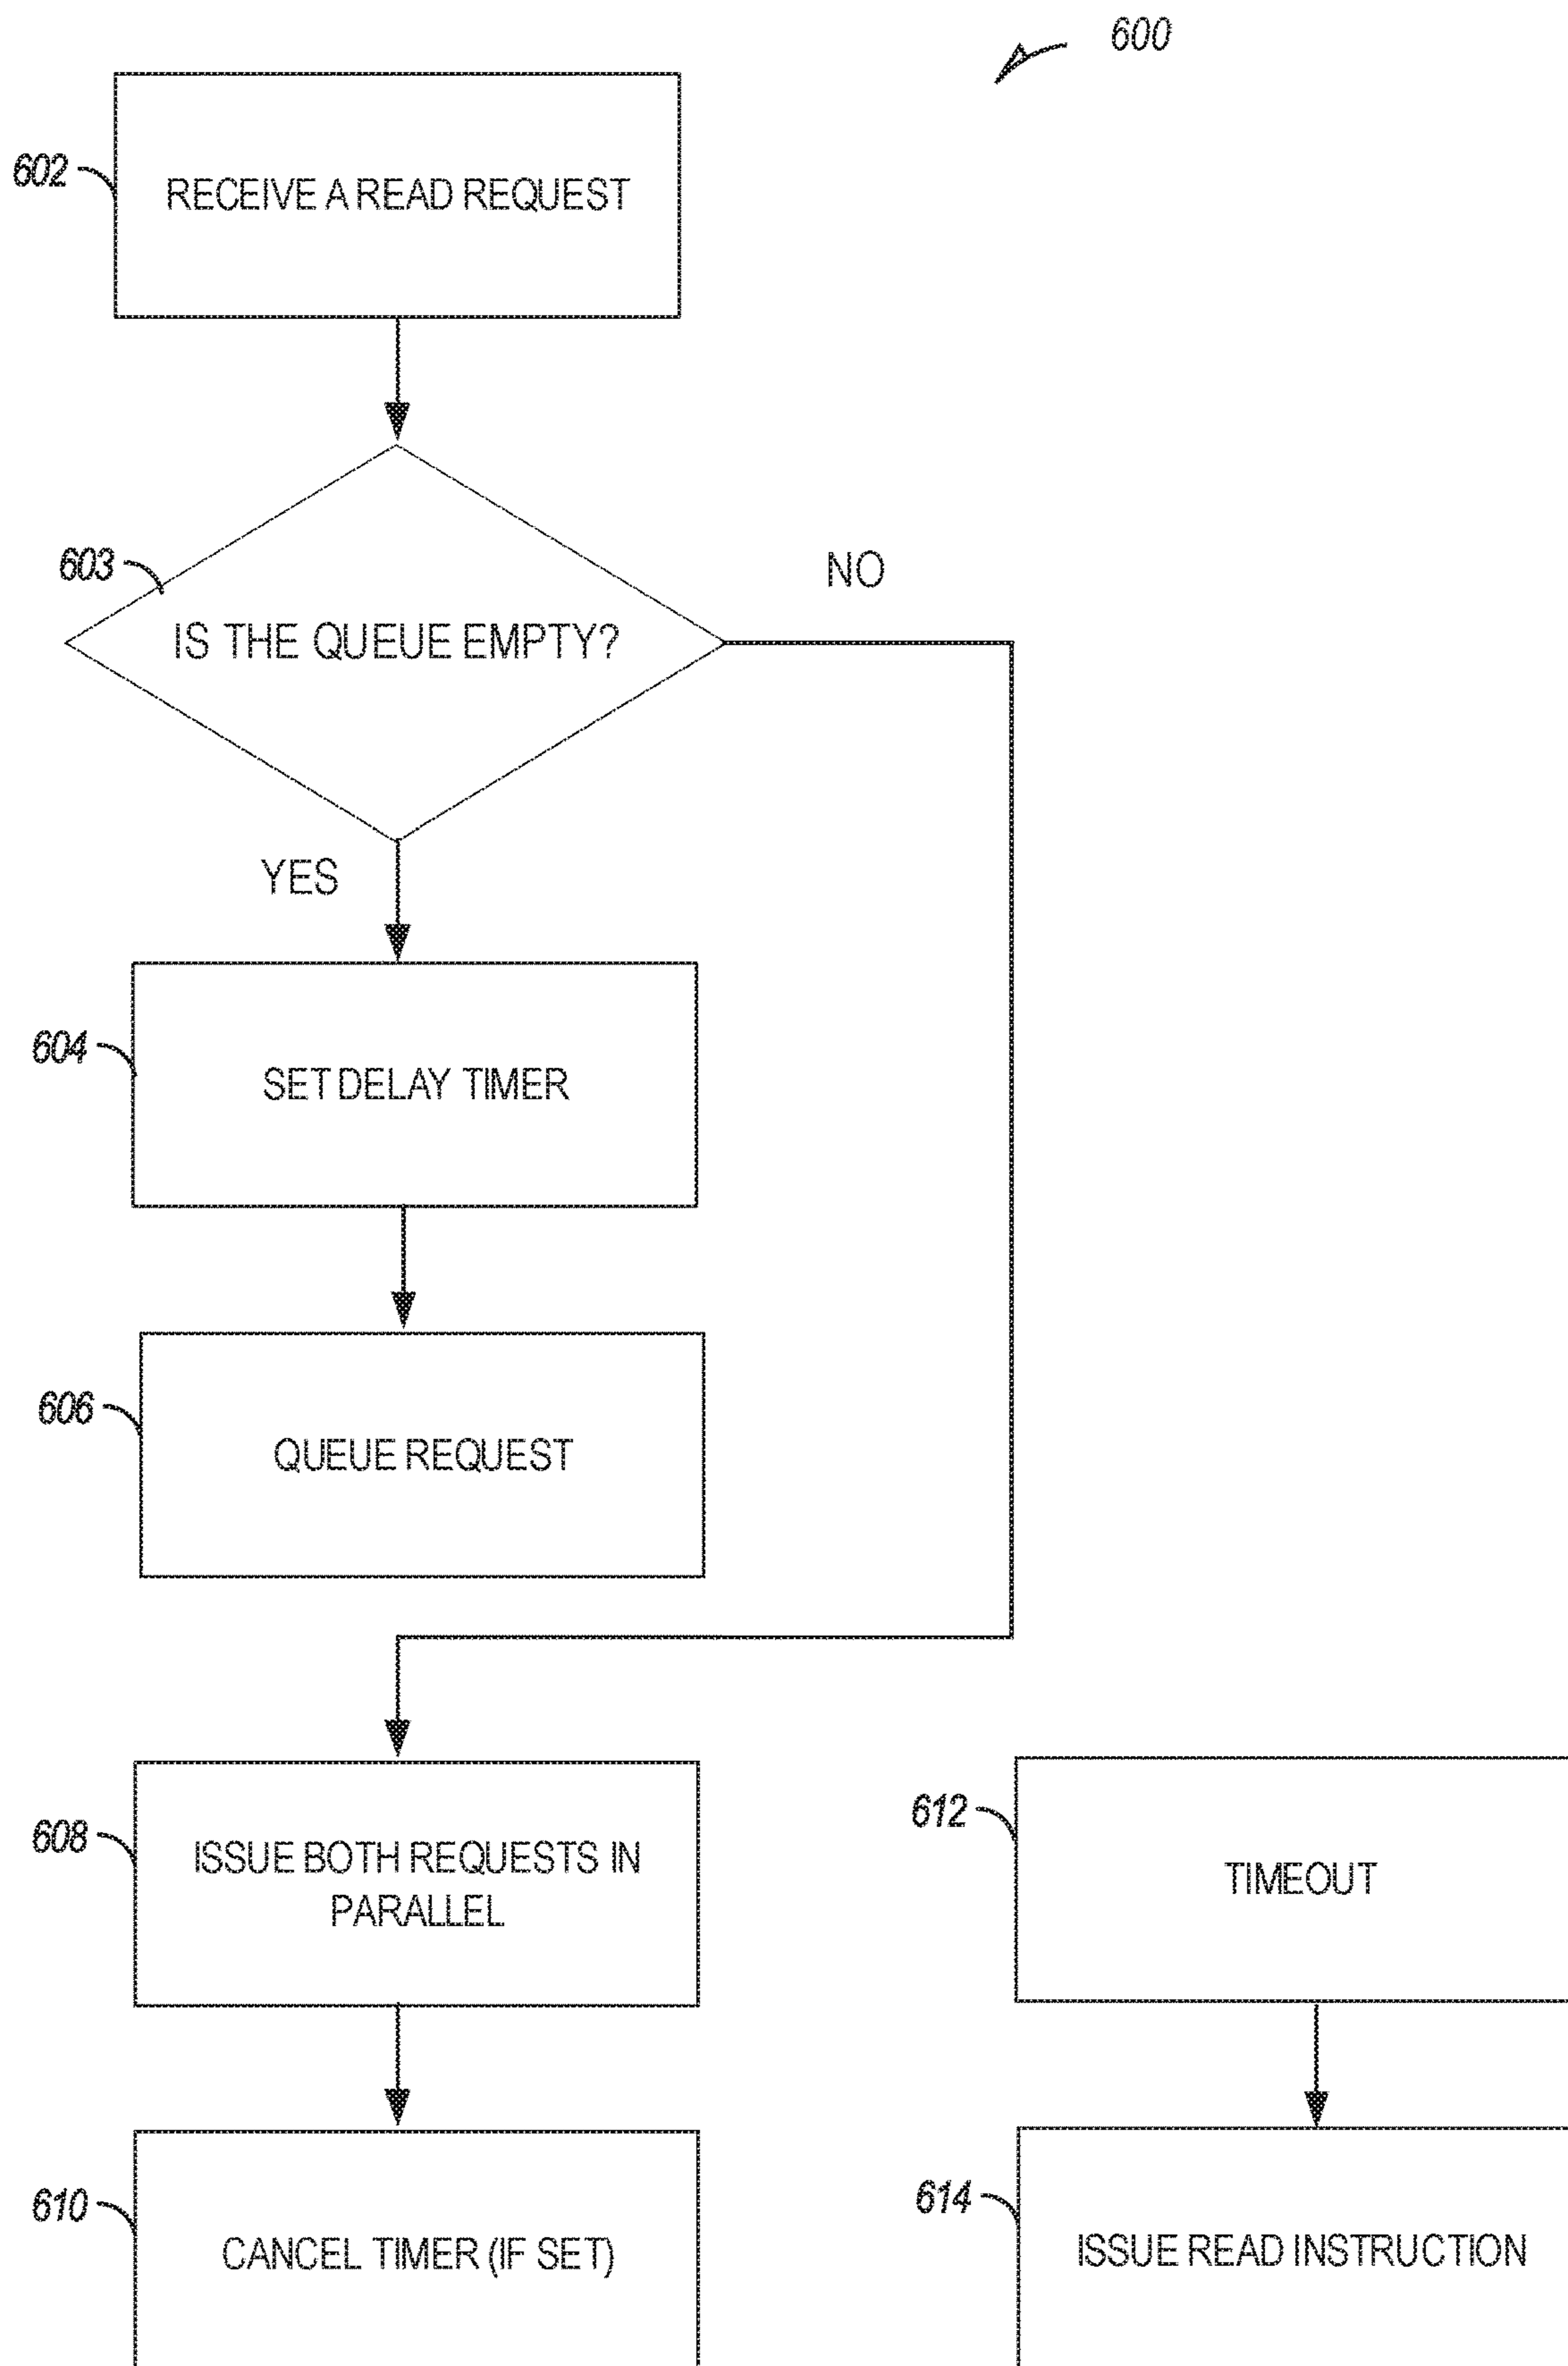 600
602
RECEIVE A READ REQUEST
603
NO
IS THE QUEUE EMPTY?
YES
604
SET DELAY TIMER
606
QUEUE REQUEST
608
ISSUE BOTH REQUESTS IN
PARALLEL
612
TIMEOUT
610
CANCEL TIMER (IF SET)
614
ISSUE READ INSTRUCTION